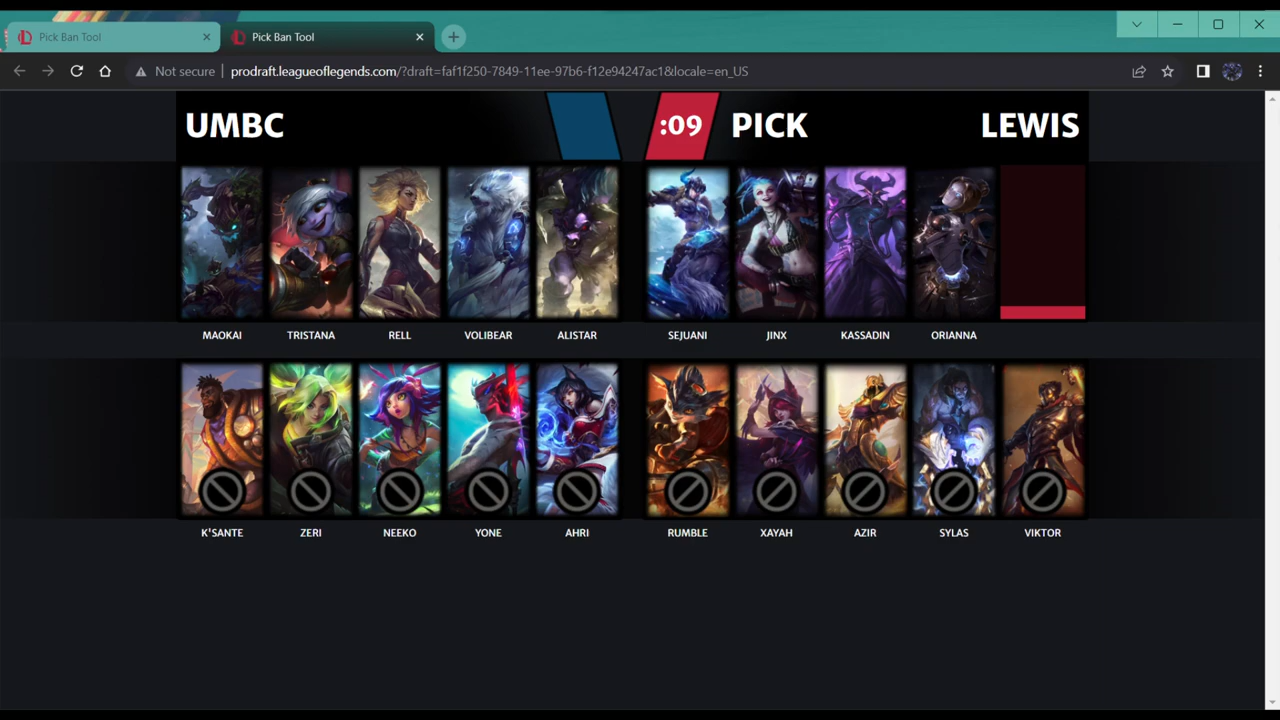 Pick Ban Tool
Pick Ban Tool
Not secure
prodraft.leagueoflegends.com/?draft=faf1f250-7849-11ee-97b6-f12e94247ac1&locale=en_US
UMBC
:09 PICK
LEWIS
MAOKAI TRISTANA RELL VOLIBEAR ALISTAR SEJUANI JINX KASSADIN ORIANNA
K'SANTE ZERI NEEKO YONE AHRI RUMBLE XAYAH AZIR SYLAS VIKTOR